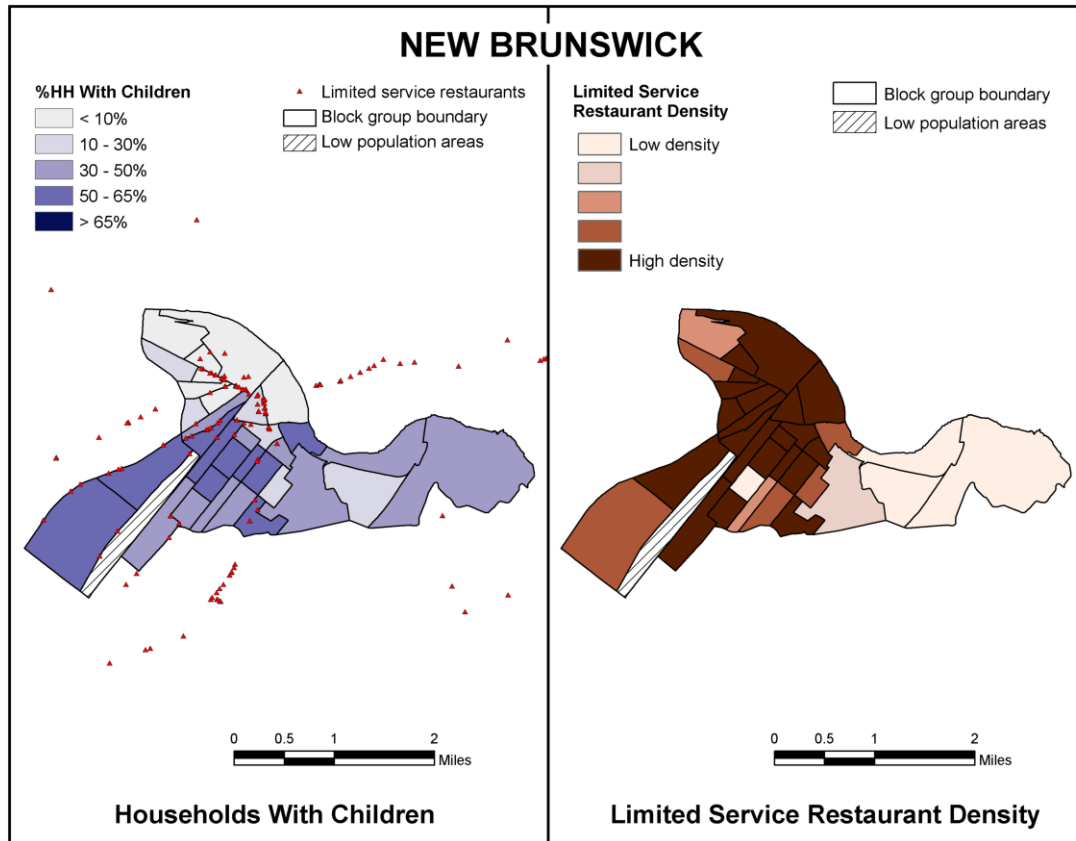 NEW BRUNSWICK
%HH With Children
< 10%
10 - 30%
30 - 50%
50 - 65%
> 65%
Limited service restaurants
Block group boundary
Low population areas
0 0.5 1 2
Miles
Households With Children
Limited Service
Restaurant Density
Low density
High density
Block group boundary
Low population areas
0 0.5 1 2
Miles
Limited Service Restaurant Density